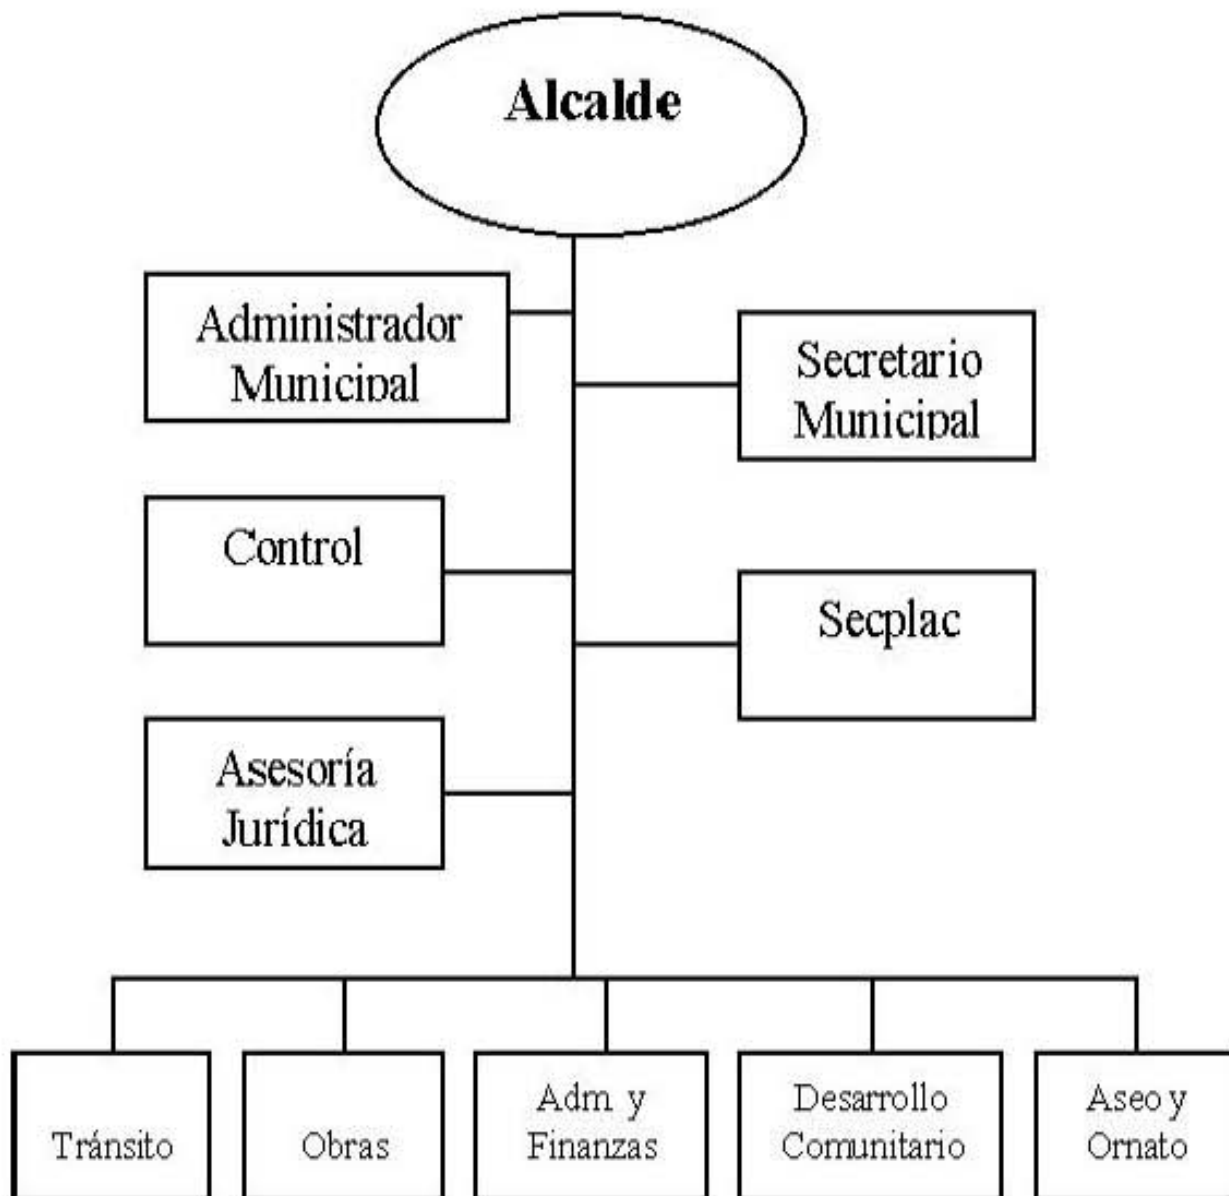 Alcalde
Administrador
Municipal
Secretario
Municipal
Control
Secplac
Asesoría
Jurídica
Tránsito
Obras
Adm. y
Finanzas
Desarrollo
Comunitario
Aseo y
Ornato